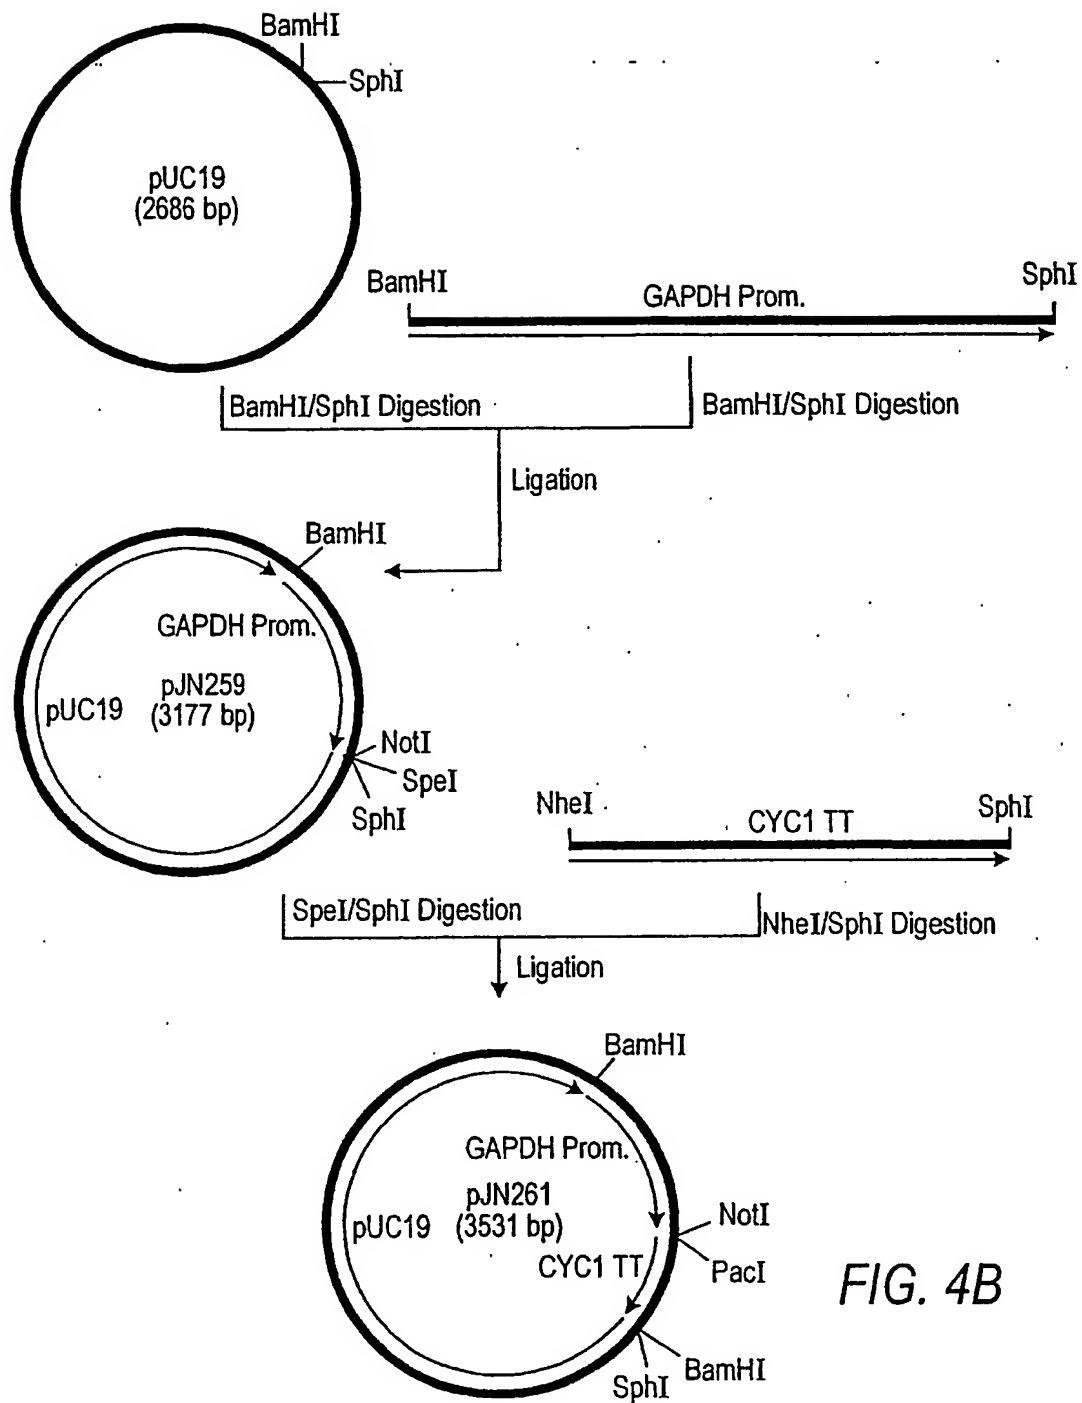 BamHI
SphI
pUC19
(2686 bp)
BamHI
GAPDH Prom.
SphI
BamHI/SphI Digestion
BamHI/SphI Digestion
Ligation
BamHI
GAPDH Prom.
pUC19
pJN259
(3177 bp)
NotI
SpeI
SphI
NheI
CYC1 TT
SphI
SpeI/SphI Digestion
NheI/SphI Digestion
Ligation
BamHI
GAPDH Prom.
pUC19
pJN261
(3531 bp)
CYC1 TT
NotI
PacI
BamHI
SphI
FIG. 4B